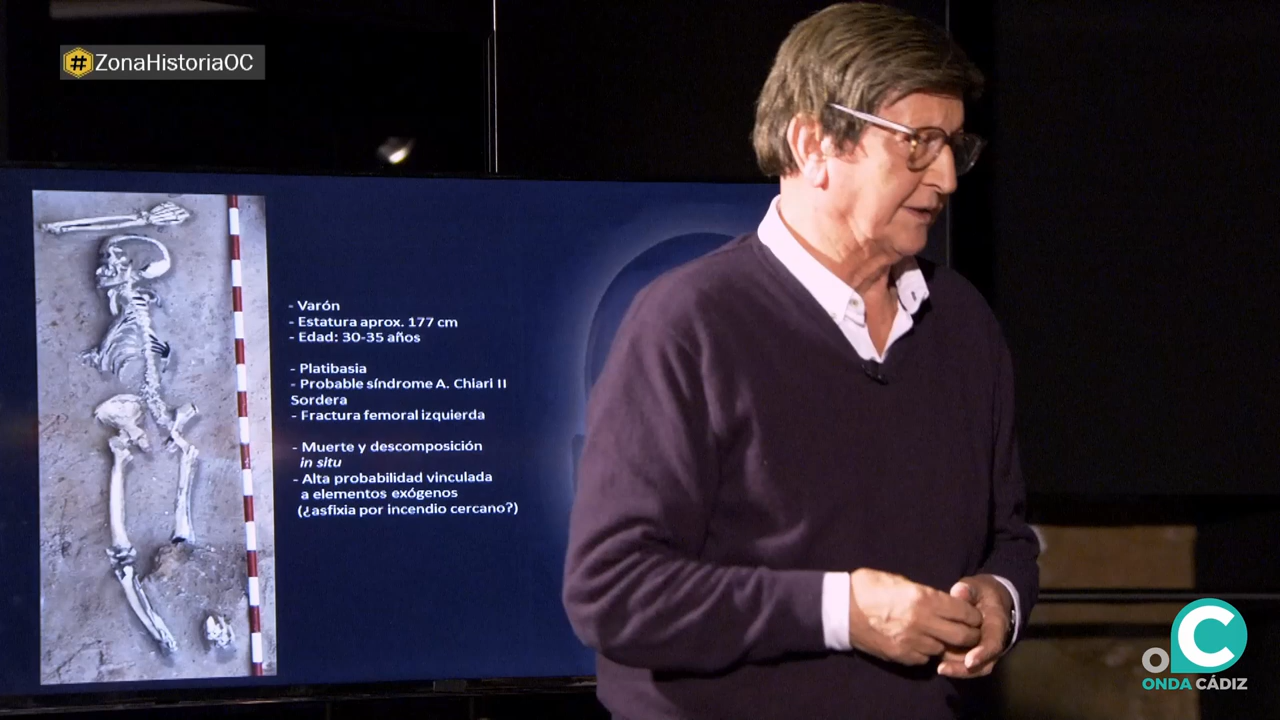 #ZonaHistoriaOC
- Varón
- Estatura aprox. 177 cm
- Edad: 30-35 años
- Platibasia
- Probable síndrome A. Chiari II
Sordera
- Fractura femoral izquierda
- Muerte y descomposición
in situ
- Alta probabilidad vinculada
a elementos exógenos
(¿asfixia por incendio cercano?)
OC
ONDA CÁDIZ